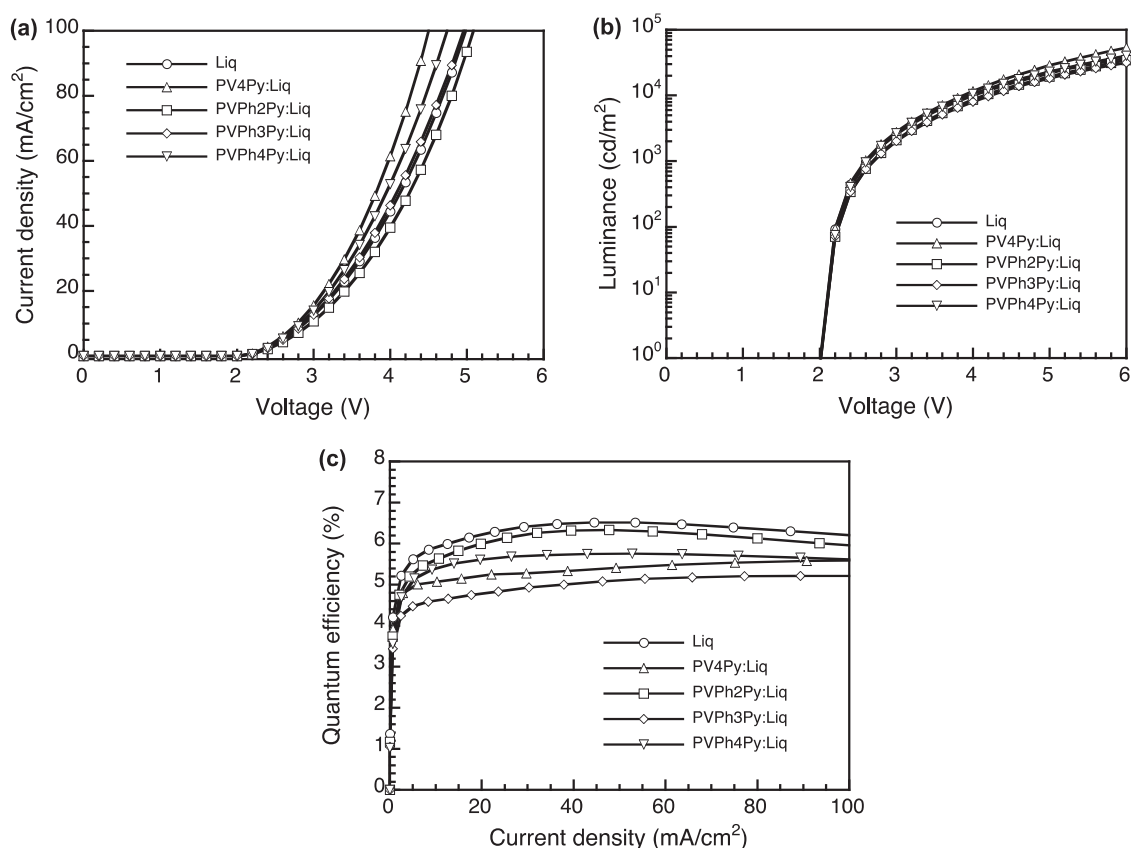 (a)
100
80
60
40
20
0
Current density (mA/cm²)
Liq
PV4Py:Liq
PVPh2Py:Liq
PVPh3Py:Liq
PVPh4Py:Liq
0 1 2 3 4 5 6
Voltage (V)
(b)
10⁵
10⁴
10³
10²
10¹
10⁰
Luminance (cd/m²)
Liq
PV4Py:Liq
PVPh2Py:Liq
PVPh3Py:Liq
PVPh4Py:Liq
0 1 2 3 4 5 6
Voltage (V)
(c)
8
7
6
5
4
3
2
1
0
Quantum efficiency (%)
Liq
PV4Py:Liq
PVPh2Py:Liq
PVPh3Py:Liq
PVPh4Py:Liq
0 20 40 60 80 100
Current density (mA/cm²)